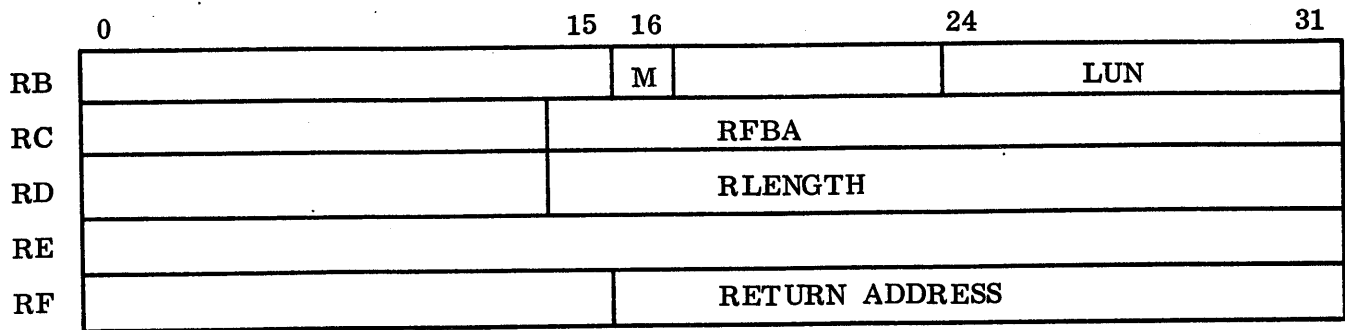 0 15 16 24 31
RB M LUN
RC RFBA
RD RLENGTH
RE
RF RETURN ADDRESS